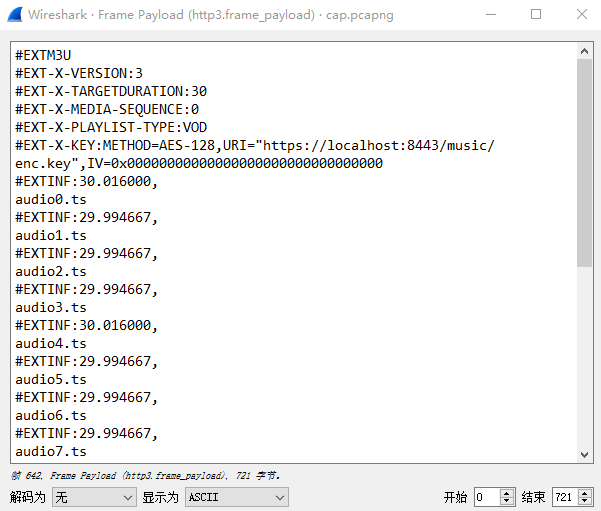 Wireshark · Frame Payload (http3.frame_payload) · cap.pcapng
#EXTM3U
#EXT-X-VERSION:3
#EXT-X-TARGETDURATION:30
#EXT-X-MEDIA-SEQUENCE:0
#EXT-X-PLAYLIST-TYPE:VOD
#EXT-X-KEY:METHOD=AES-128,URI="https://localhost:8443/music/
enc.key",IV=0x00000000000000000000000000000000
#EXTINF:30.016000,
audio0.ts
#EXTINF:29.994667,
audio1.ts
#EXTINF:29.994667,
audio2.ts
#EXTINF:29.994667,
audio3.ts
#EXTINF:30.016000,
audio4.ts
#EXTINF:29.994667,
audio5.ts
#EXTINF:29.994667,
audio6.ts
#EXTINF:29.994667,
audio7.ts
帧 642, Frame Payload (http3.frame_payload), 721 字节。
解码为 无 显示为 ASCII 开始 0 结束 721